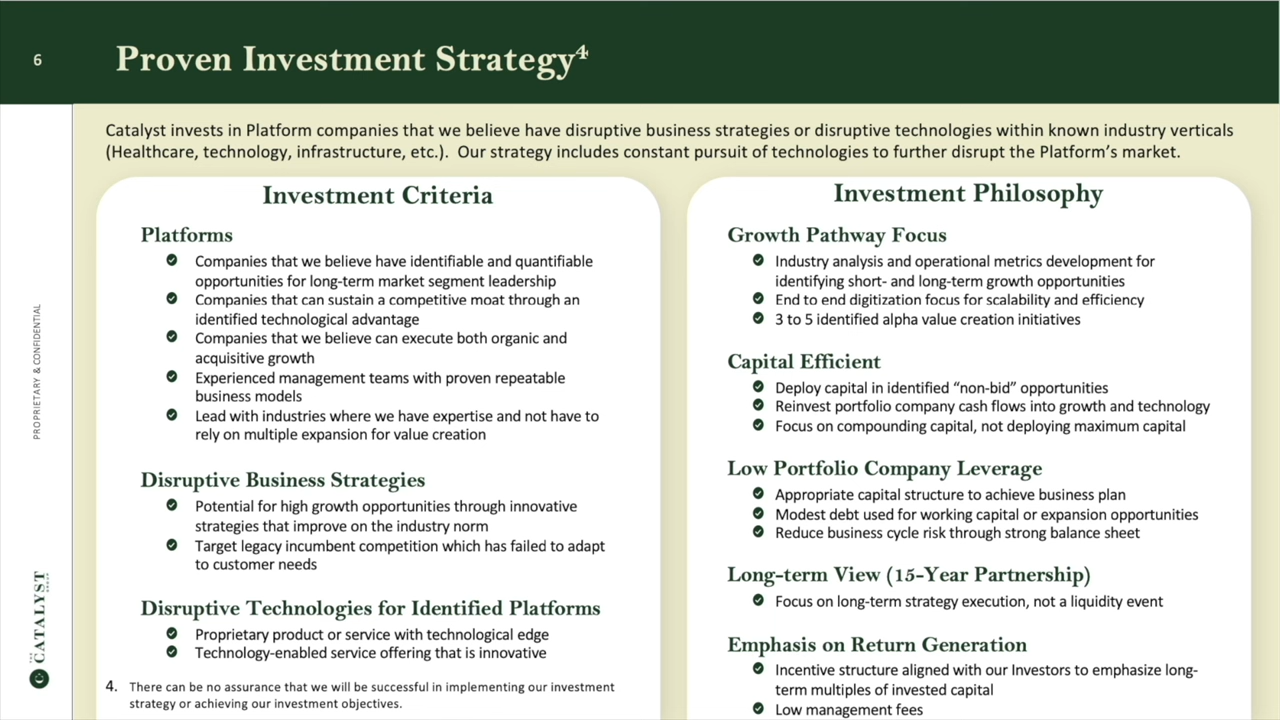 6
Proven Investment Strategy⁴
Catalyst invests in Platform companies that we believe have disruptive business strategies or disruptive technologies within known industry verticals
(Healthcare, technology, infrastructure, etc.). Our strategy includes constant pursuit of technologies to further disrupt the Platform's market.
Investment Criteria
Platforms
Companies that we believe have identifiable and quantifiable
opportunities for long-term market segment leadership
Companies that can sustain a competitive moat through an
identified technological advantage
Companies that we believe can execute both organic and
acquisitive growth
Experienced management teams with proven repeatable
business models
Lead with industries where we have expertise and not have to
rely on multiple expansion for value creation
Disruptive Business Strategies
Potential for high growth opportunities through innovative
strategies that improve on the industry norm
Target legacy incumbent competition which has failed to adapt
to customer needs
Disruptive Technologies for Identified Platforms
Proprietary product or service with technological edge
Technology-enabled service offering that is innovative
4. There can be no assurance that we will be successful in implementing our investment
strategy or achieving our investment objectives.
Investment Philosophy
Growth Pathway Focus
Industry analysis and operational metrics development for
identifying short- and long-term growth opportunities
End to end digitization focus for scalability and efficiency
3 to 5 identified alpha value creation initiatives
Capital Efficient
Deploy capital in identified “non-bid” opportunities
Reinvest portfolio company cash flows into growth and technology
Focus on compounding capital, not deploying maximum capital
Low Portfolio Company Leverage
Appropriate capital structure to achieve business plan
Modest debt used for working capital or expansion opportunities
Reduce business cycle risk through strong balance sheet
Long-term View (15-Year Partnership)
Focus on long-term strategy execution, not a liquidity event
Emphasis on Return Generation
Incentive structure aligned with our Investors to emphasize long-
term multiples of invested capital
Low management fees
PROPRIETARY & CONFIDENTIAL
THE
CATALYST